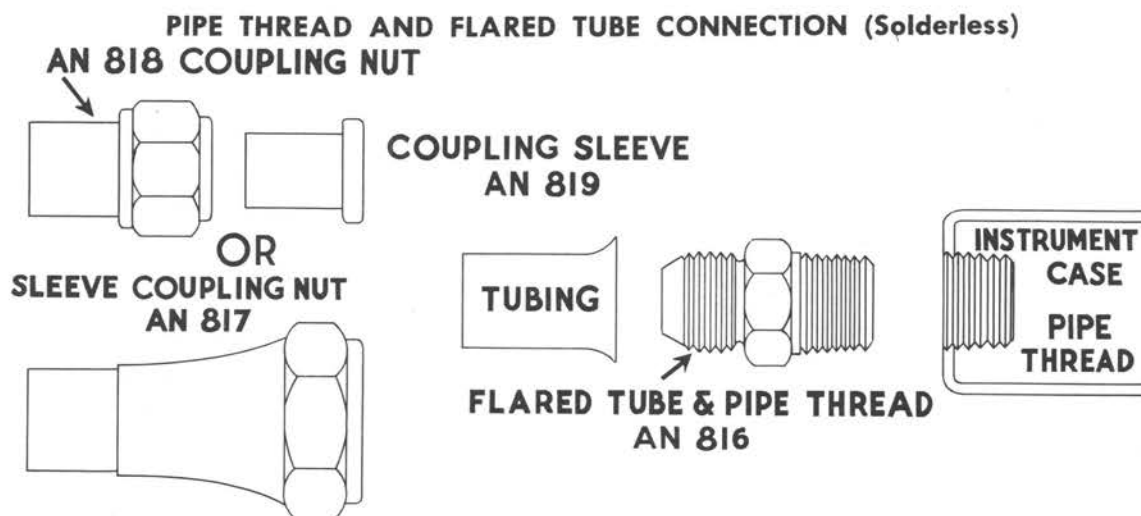 PIPE THREAD AND FLARED TUBE CONNECTION (Solderless)
AN 818 COUPLING NUT
COUPLING SLEEVE
AN 819
OR
SLEEVE COUPLING NUT
AN 817
TUBING
INSTRUMENT
CASE
PIPE
THREAD
FLARED TUBE & PIPE THREAD
AN 816